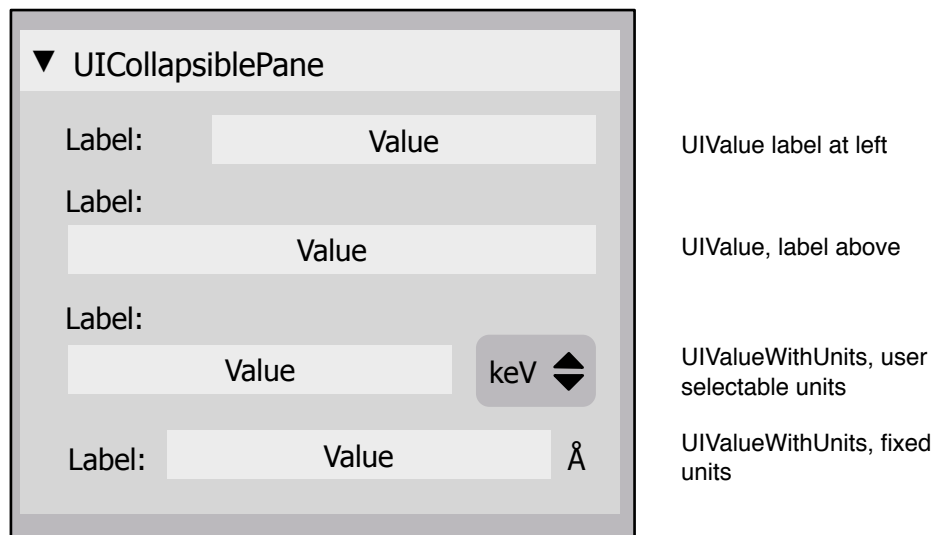 ▼ UICollapsiblePane
Label: Value UIValue label at left
Label:
Value UIValue, label above
Label:
Value keV UIValueWithUnits, user
selectable units
Label: Value Å UIValueWithUnits, fixed
units